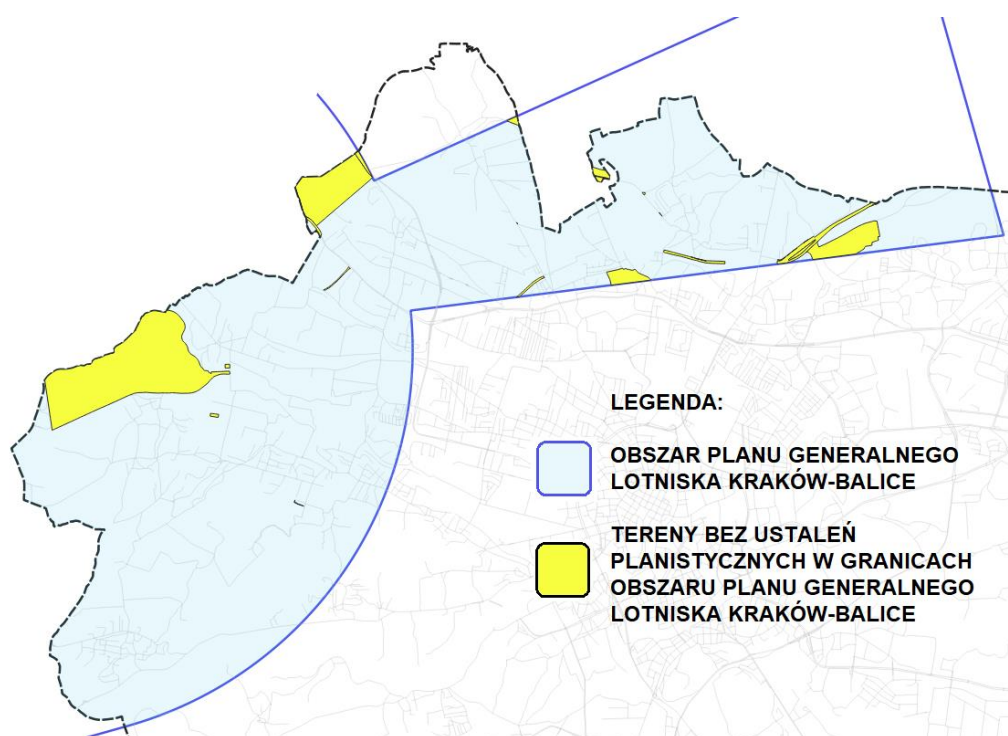 LEGENDA:
OBSZAR PLANU GENERALNEGO
LOTNISKA KRAKÓW-BALICE
TERENY BEZ USTALEŃ
PLANISTYCZNYCH W GRANICACH
OBSZARU PLANU GENERALNEGO
LOTNISKA KRAKÓW-BALICE